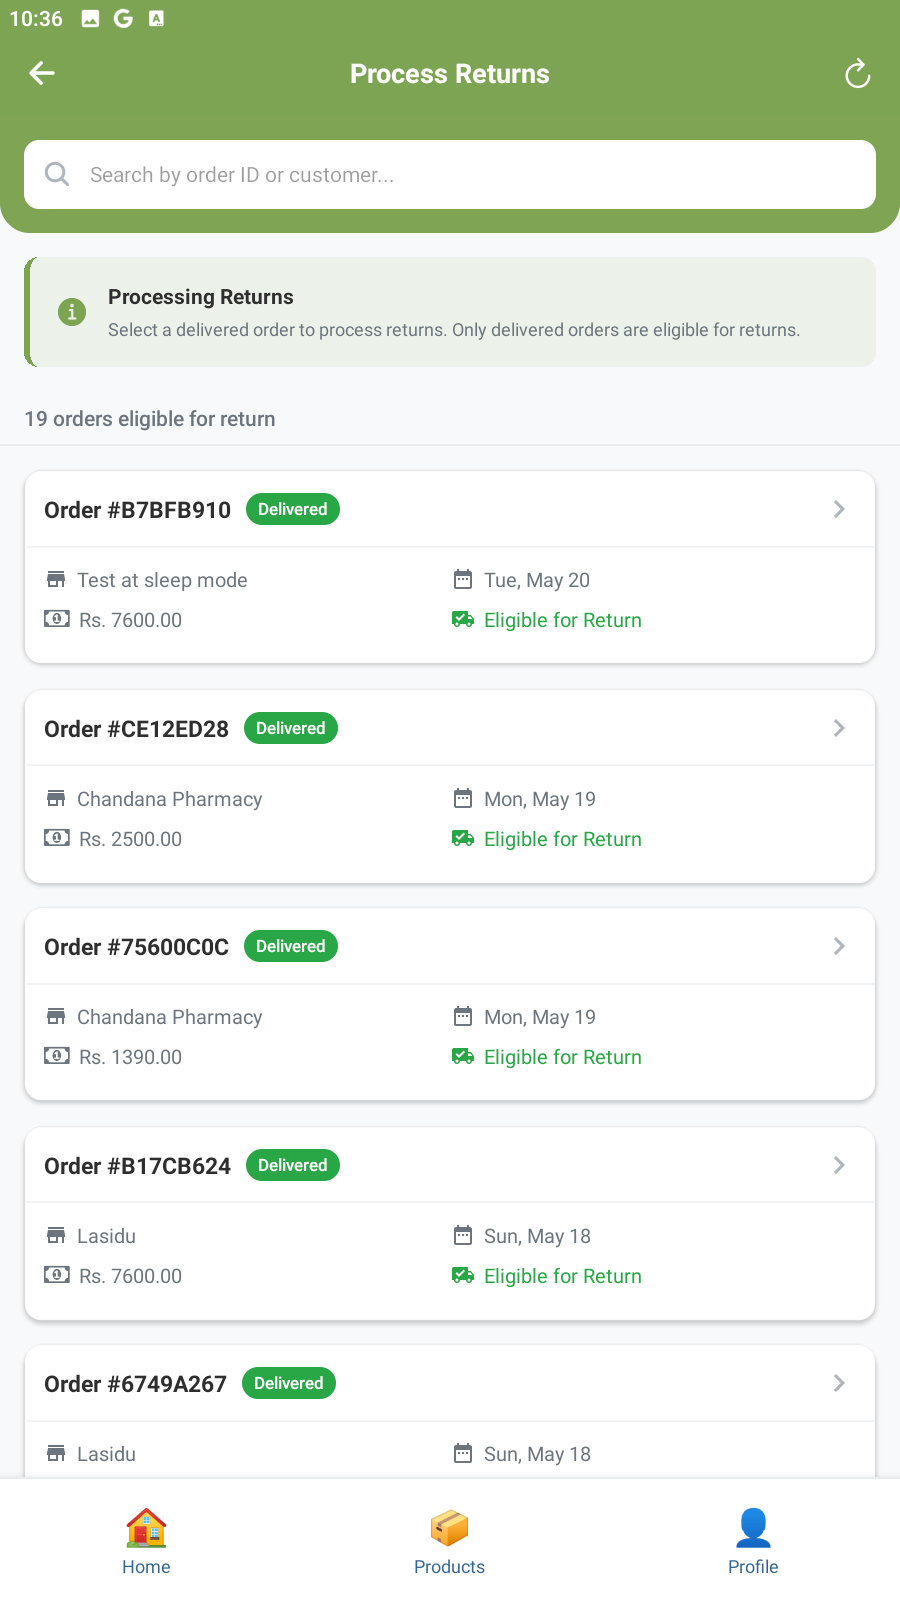 10:36
Process Returns
Search by order ID or customer...
Processing Returns
Select a delivered order to process returns. Only delivered orders are eligible for returns.
19 orders eligible for return
Order #B7BFB910 Delivered
Test at sleep mode Tue, May 20
Rs. 7600.00 Eligible for Return
Order #CE12ED28 Delivered
Chandana Pharmacy Mon, May 19
Rs. 2500.00 Eligible for Return
Order #75600C0C Delivered
Chandana Pharmacy Mon, May 19
Rs. 1390.00 Eligible for Return
Order #B17CB624 Delivered
Lasidu Sun, May 18
Rs. 7600.00 Eligible for Return
Order #6749A267 Delivered
Lasidu Sun, May 18
Home Products Profile